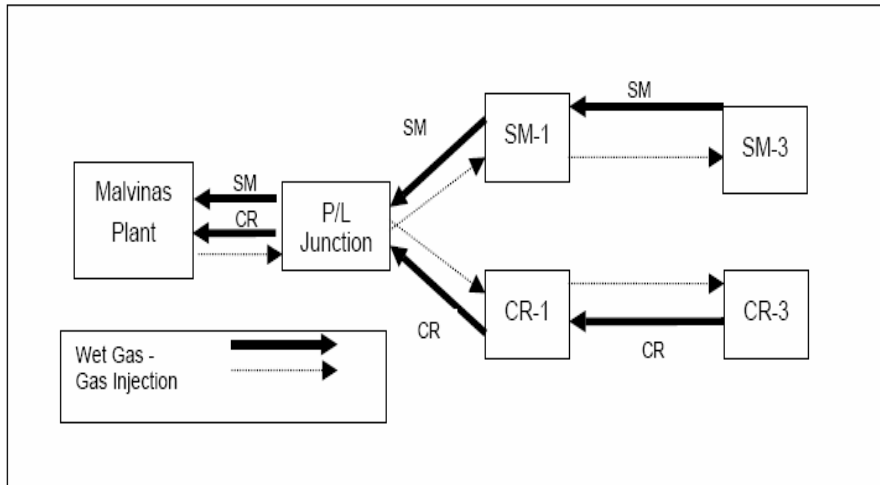 SM
SM
SM-1
SM-3
Malvinas
Plant
SM
CR
P/L
Junction
CR-1
CR-3
CR
CR
Wet Gas -
Gas Injection